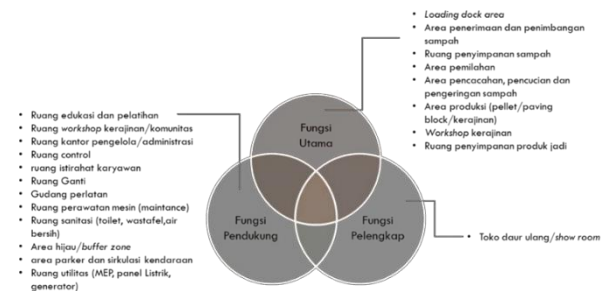 • Loading dock area
• Area penerimaan dan penimbangan
sampah
• Ruang penyimpanan sampah
• Area pemilahan
• Area pencacahan, pencucian dan
pengeringan sampah
• Area produksi (pellet/paving
block/kerajinan)
• Workshop kerajinan
• Ruang penyimpanan produk jadi
• Ruang edukasi dan pelatihan
• Ruang workshop kerajinan/komunitas
• Ruang kantor pengelola/administrasi
• Ruang control
• ruang istirahat karyawan
• Ruang Ganti
• Gudang perlatan
• Ruang perawatan mesin (maintance)
• Ruang sanitasi (toilet, wastafel,air
bersih)
• Area hijau/buffer zone
• area parker dan sirkulasi kendaraan
• Ruang utilitas (MEP, panel Listrik,
generator)
Fungsi
Utama
Fungsi
Pendukung
Fungsi
Pelengkap
• Toko daur ulang/show room